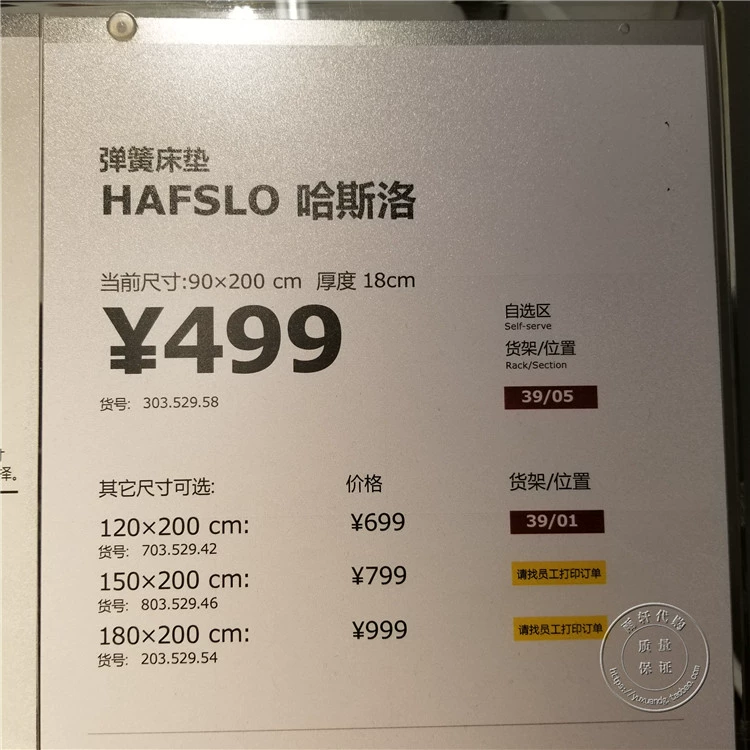 弹簧床垫
HAFSLO 哈斯洛
当前尺寸:90×200 cm 厚度 18cm
¥499
货号: 303.529.58
自选区
Self-serve
货架/位置
Rack/Section
39/05
择。
其它尺寸可选: 价格 货架/位置
120×200 cm: ¥699 39/01
货号: 703.529.42
150×200 cm: ¥799 请找员工打印订单
货号: 803.529.46
180×200 cm: ¥999 请找员工打印订单
货号: 203.529.54
轩代购
质量
保证